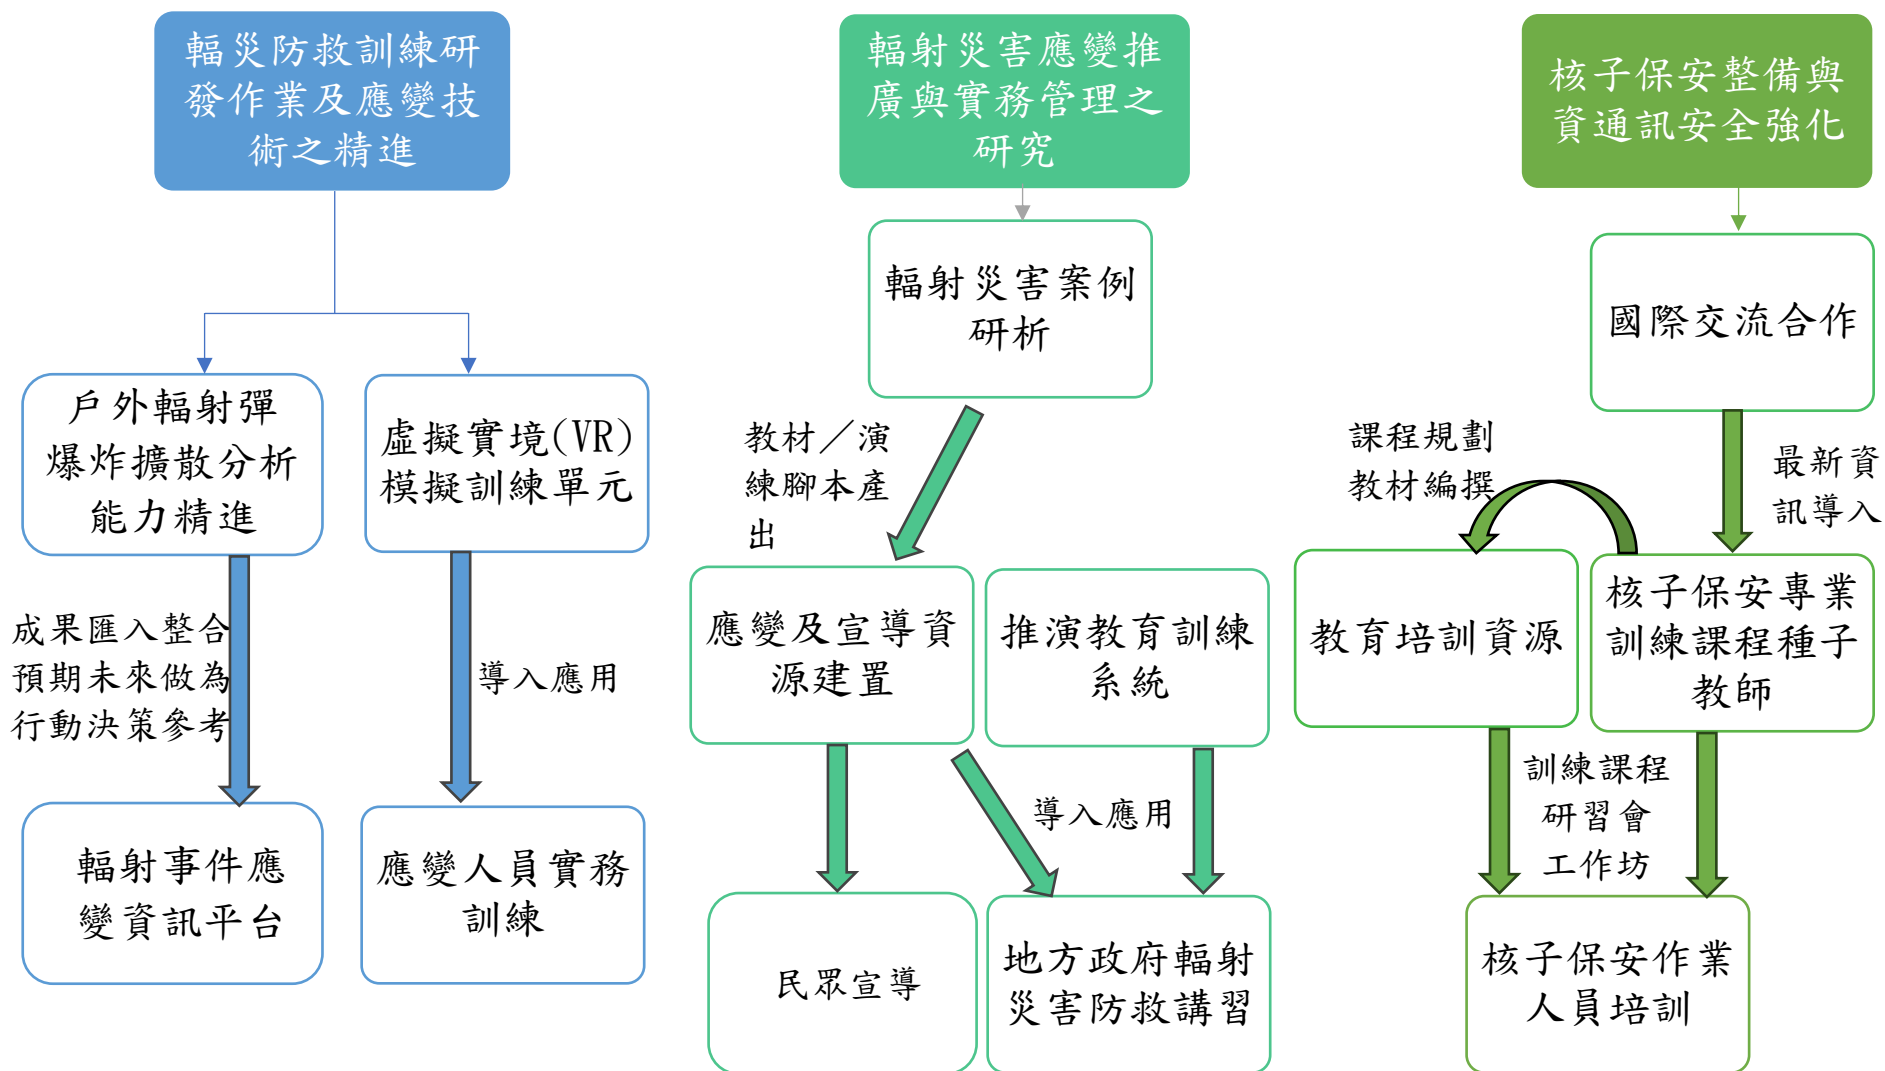 輻災防救訓練研
發作業及應變技
術之精進
輻射災害應變推
廣與實務管理之
研究
核子保安整備與
資通訊安全強化
輻射災害案例
研析
國際交流合作
戶外輻射彈
爆炸擴散分析
能力精進
虛擬實境(VR)
模擬訓練單元
教材／演
練腳本產
出
課程規劃
教材編撰
最新資
訊導入
成果匯入整合
預期未來做為
行動決策參考
導入應用
應變及宣導資
源建置
推演教育訓練
系統
教育培訓資源
核子保安專業
訓練課程種子
教師
導入應用
訓練課程
研習會
工作坊
輻射事件應
變資訊平台
應變人員實務
訓練
民眾宣導
地方政府輻射
災害防救講習
核子保安作業
人員培訓